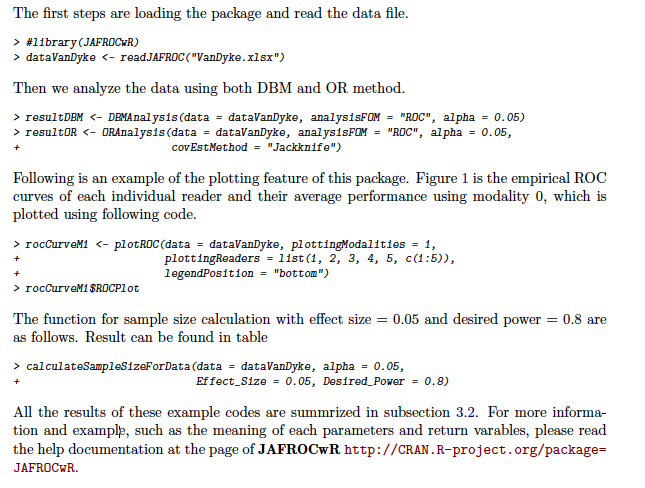 The first steps are loading the package and read the data file.
> #library(JAFROCwR)
> dataVanDyke <- readJAFROC("VanDyke.xlsx")
Then we analyze the data using both DBM and OR method.
> resultDBM <- DBMAnalysis(data = dataVanDyke, analysisFOM = "ROC", alpha = 0.05)
> resultOR <- ORAnalysis(data = dataVanDyke, analysisFOM = "ROC", alpha = 0.05,
+ covEstMethod = "Jackknife")
Following is an example of the plotting feature of this package. Figure 1 is the empirical ROC
curves of each individual reader and their average performance using modality 0, which is
plotted using following code.
> rocCurveM1 <- plotROC(data = dataVanDyke, plottingModalities = 1,
+ plottingReaders = list(1, 2, 3, 4, 5, c(1:5)),
+ legendPosition = "bottom")
> rocCurveM1$ROCPlot
The function for sample size calculation with effect size = 0.05 and desired power = 0.8 are
as follows. Result can be found in table
> calculateSampleSizeForData(data = dataVanDyke, alpha = 0.05,
+ Effect_Size = 0.05, Desired_Power = 0.8)
All the results of these example codes are summrized in subsection 3.2. For more informa-
tion and example, such as the meaning of each parameters and return varables, please read
the help documentation at the page of JAFROCwR http://CRAN.R-project.org/package=
JAFROCwR.